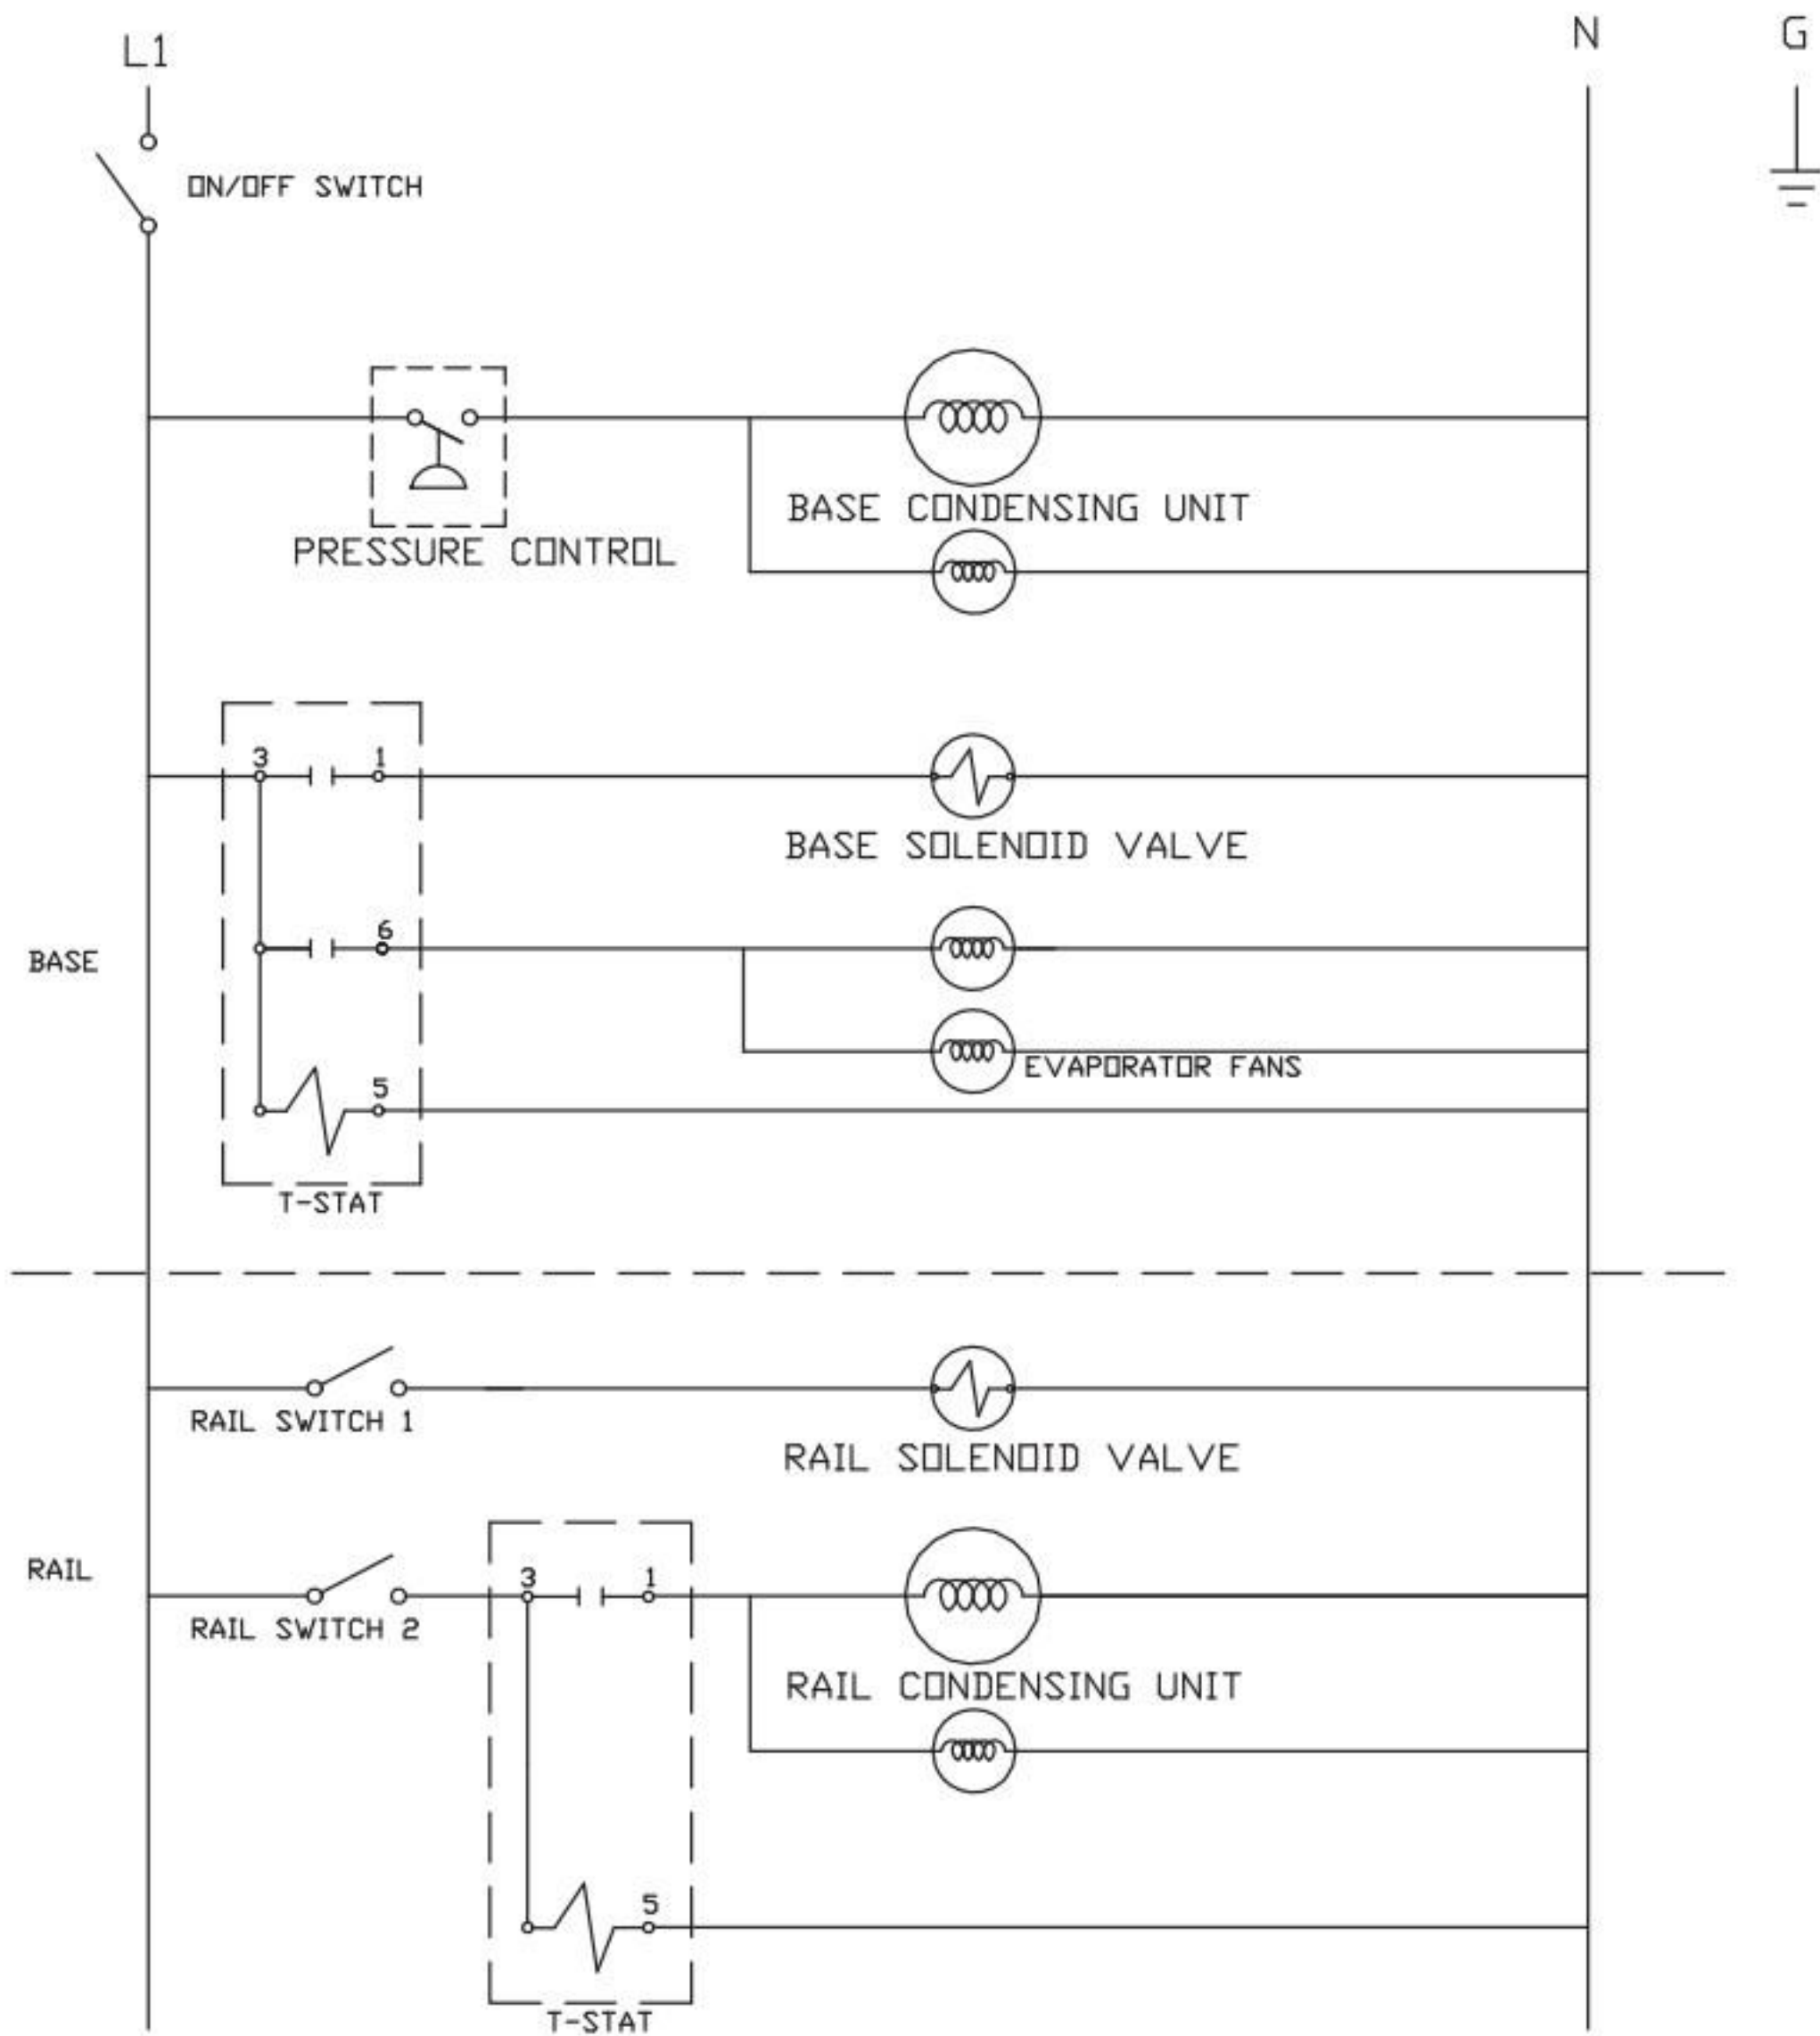 L1
N
G
ON/OFF SWITCH
BASE CONDENSING UNIT
PRESSURE CONTROL
3
1
BASE SOLENOID VALVE
6
BASE
EVAPORATOR FANS
5
T-STAT
RAIL SWITCH 1
RAIL SOLENOID VALVE
RAIL
3
1
RAIL SWITCH 2
RAIL CONDENSING UNIT
5
T-STAT